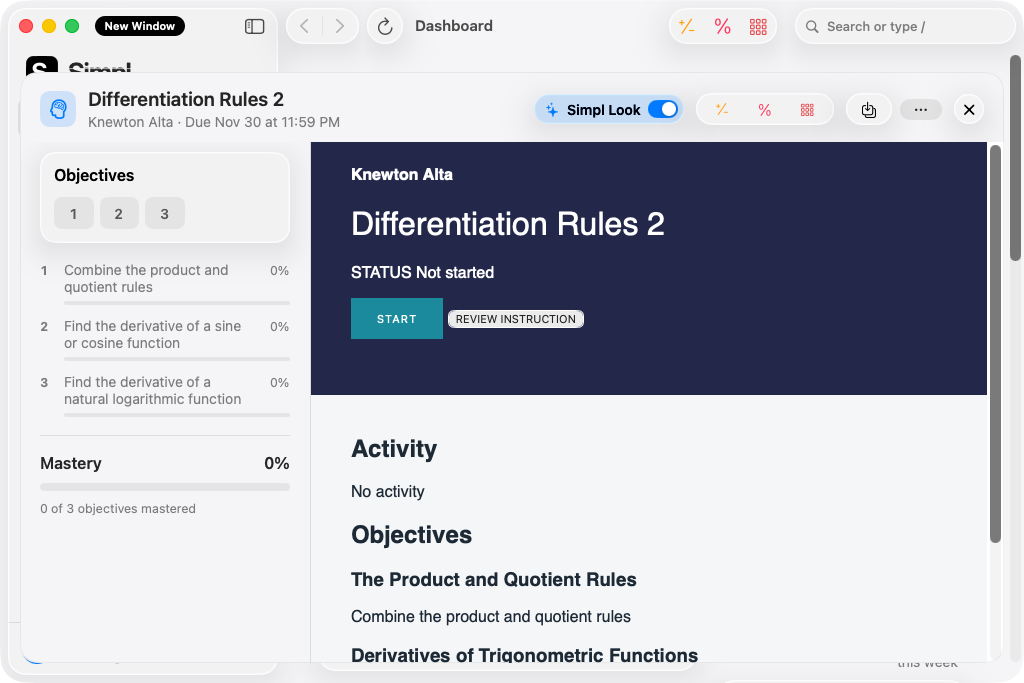 New Window
Dashboard
Search or type /
Simpl
Differentiation Rules 2
Knewton Alta · Due Nov 30 at 11:59 PM
Simpl Look
Objectives
1 2 3
1 Combine the product and quotient rules 0%
2 Find the derivative of a sine or cosine function 0%
3 Find the derivative of a natural logarithmic function 0%
Mastery 0%
0 of 3 objectives mastered
Knewton Alta
Differentiation Rules 2
STATUS Not started
START
REVIEW INSTRUCTION
Activity
No activity
Objectives
The Product and Quotient Rules
Combine the product and quotient rules
Derivatives of Trigonometric Functions
this week